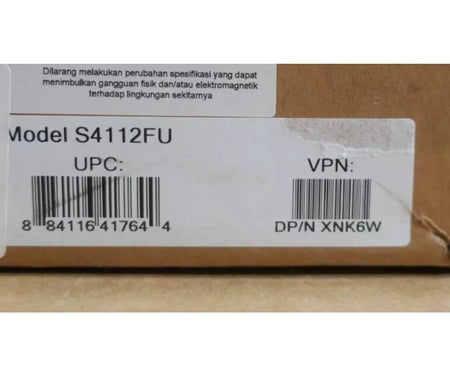 Dilarang melakukan perubahan spesifikasi yang dapat
menimbulkan gangguan fisik dan/atau elektromagnetik
terhadap lingkungan sekitarnya
Model S4112FU
UPC:
VPN:
8 84116 41764 4
DP/N XNK6W